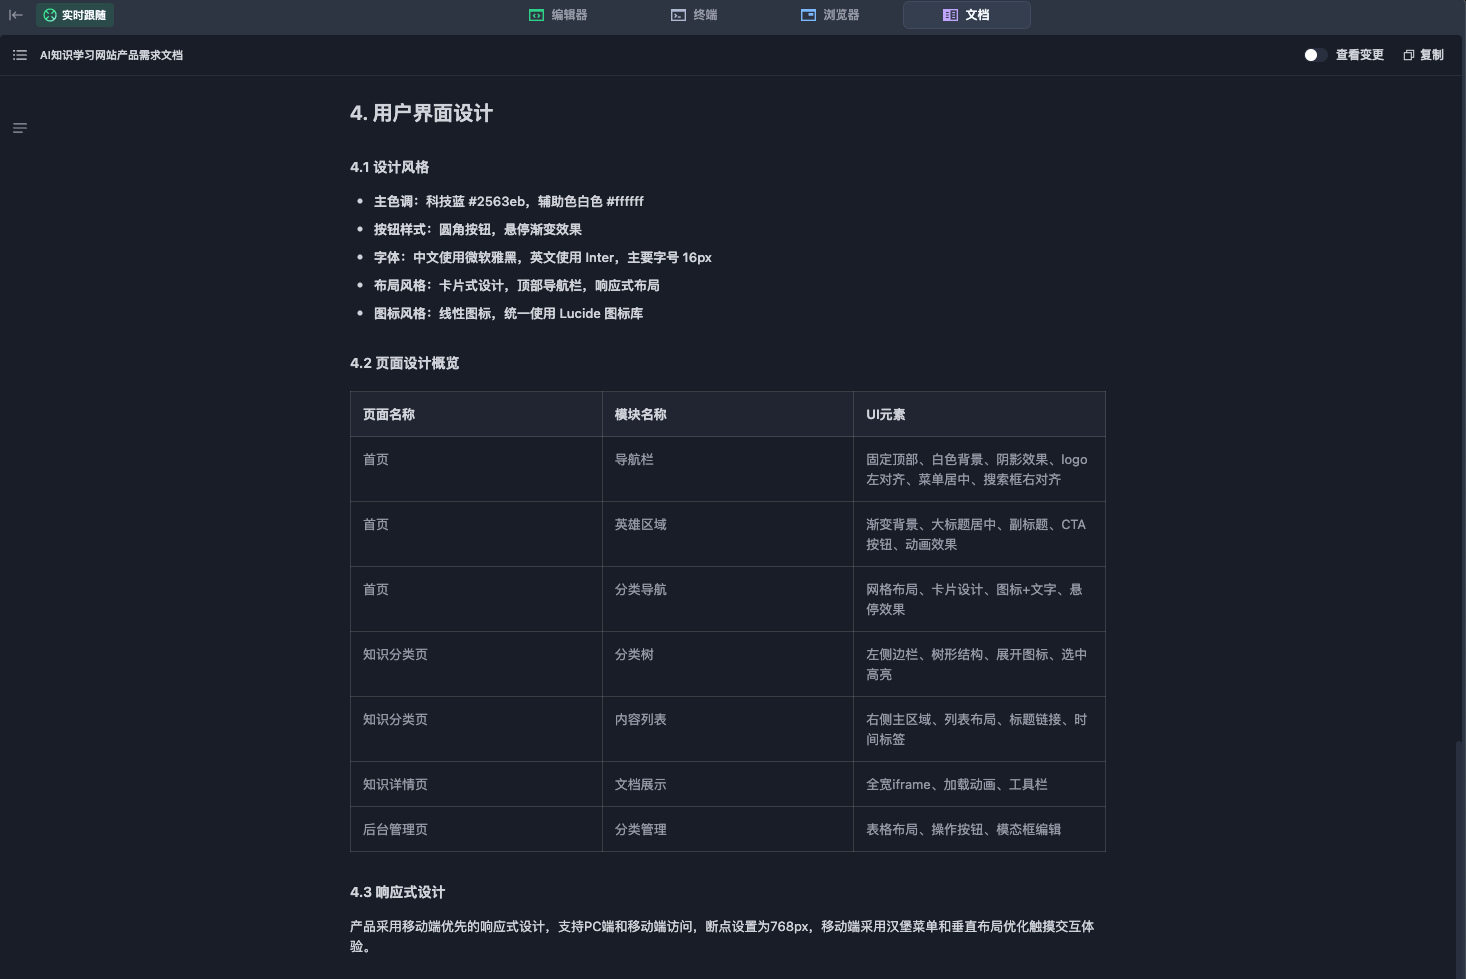 实时跟随
编辑器
终端
浏览器
文档
AI知识学习网站产品需求文档
查看变更
复制
4. 用户界面设计
4.1 设计风格
主色调：科技蓝 #2563eb，辅助色白色 #ffffff
按钮样式：圆角按钮，悬停渐变效果
字体：中文使用微软雅黑，英文使用 Inter，主要字号 16px
布局风格：卡片式设计，顶部导航栏，响应式布局
图标风格：线性图标，统一使用 Lucide 图标库
4.2 页面设计概览
页面名称
模块名称
UI元素
首页
导航栏
固定顶部、白色背景、阴影效果、logo
左对齐、菜单居中、搜索框右对齐
首页
英雄区域
渐变背景、大标题居中、副标题、CTA
按钮、动画效果
首页
分类导航
网格布局、卡片设计、图标+文字、悬
停效果
知识分类页
分类树
左侧边栏、树形结构、展开图标、选中
高亮
知识分类页
内容列表
右侧主区域、列表布局、标题链接、时
间标签
知识详情页
文档展示
全宽iframe、加载动画、工具栏
后台管理页
分类管理
表格布局、操作按钮、模态框编辑
4.3 响应式设计
产品采用移动端优先的响应式设计，支持PC端和移动端访问，断点设置为768px，移动端采用汉堡菜单和垂直布局优化触摸交互体
验。